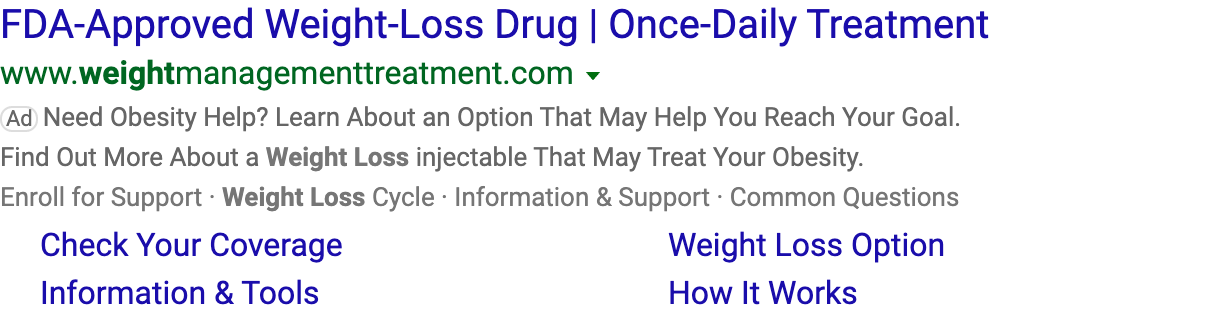 FDA-Approved Weight-Loss Drug | Once-Daily Treatment
www.weightmanagementtreatment.com
Ad Need Obesity Help? Learn About an Option That May Help You Reach Your Goal.
Find Out More About a Weight Loss injectable That May Treat Your Obesity.
Enroll for Support · Weight Loss Cycle · Information & Support · Common Questions
Check Your Coverage Weight Loss Option
Information & Tools How It Works